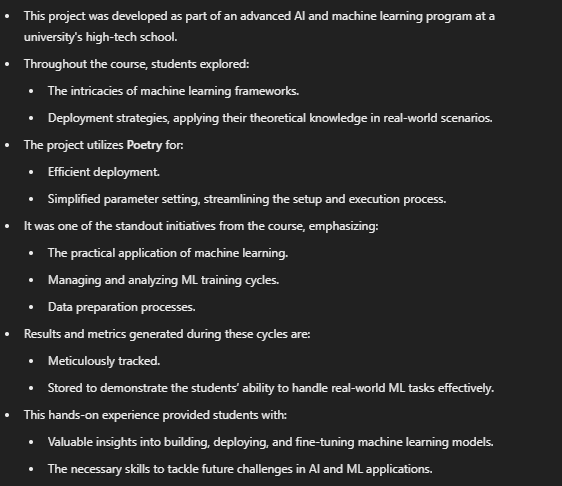 • This project was developed as part of an advanced AI and machine learning program at a
university's high-tech school.
• Throughout the course, students explored:
• The intricacies of machine learning frameworks.
• Deployment strategies, applying their theoretical knowledge in real-world scenarios.
• The project utilizes Poetry for:
• Efficient deployment.
• Simplified parameter setting, streamlining the setup and execution process.
• It was one of the standout initiatives from the course, emphasizing:
• The practical application of machine learning.
• Managing and analyzing ML training cycles.
• Data preparation processes.
• Results and metrics generated during these cycles are:
• Meticulously tracked.
• Stored to demonstrate the students' ability to handle real-world ML tasks effectively.
• This hands-on experience provided students with:
• Valuable insights into building, deploying, and fine-tuning machine learning models.
• The necessary skills to tackle future challenges in AI and ML applications.